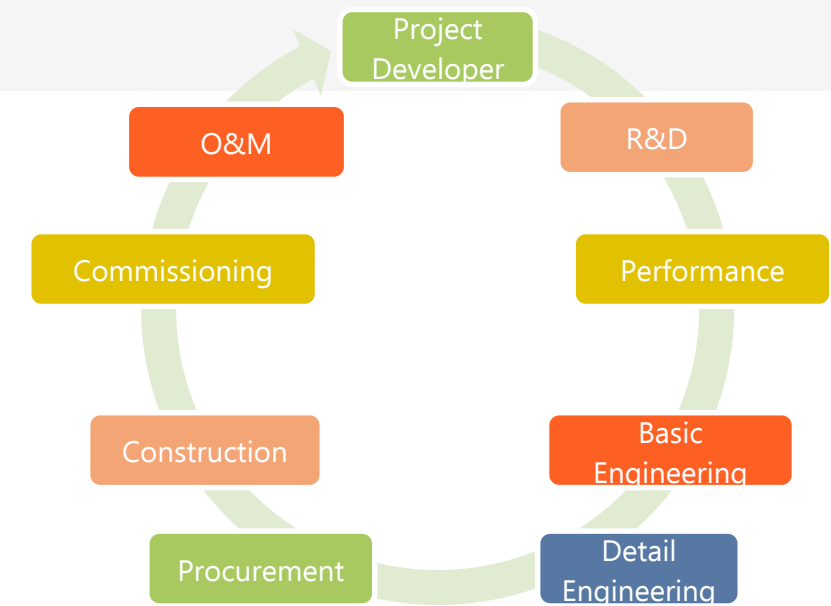 Project
Developer
R&D
Performance
Basic
Engineering
Detail
Engineering
Procurement
Construction
Commissioning
O&M